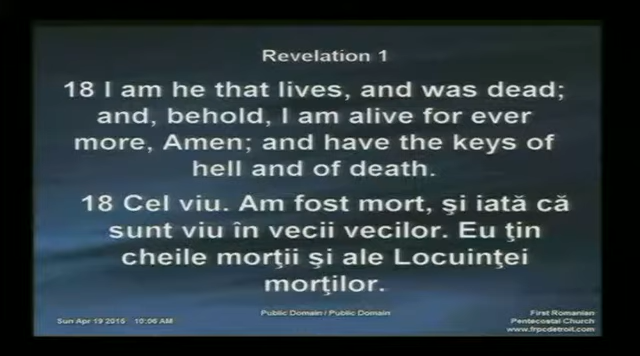 Revelation 1
18 I am he that lives, and was dead;
and, behold, I am alive for ever
more, Amen; and have the keys of
hell and of death.
18 Cel viu. Am fost mort, şi iată că
sunt viu în vecii vecilor. Eu ţin
cheile morţii şi ale Locuinţei
morţilor.
Public Domain / Public Domain
Sun Apr 19 2015 10:06 AM
First Romanian
Pentecostal Church
www.frpcdetroit.com